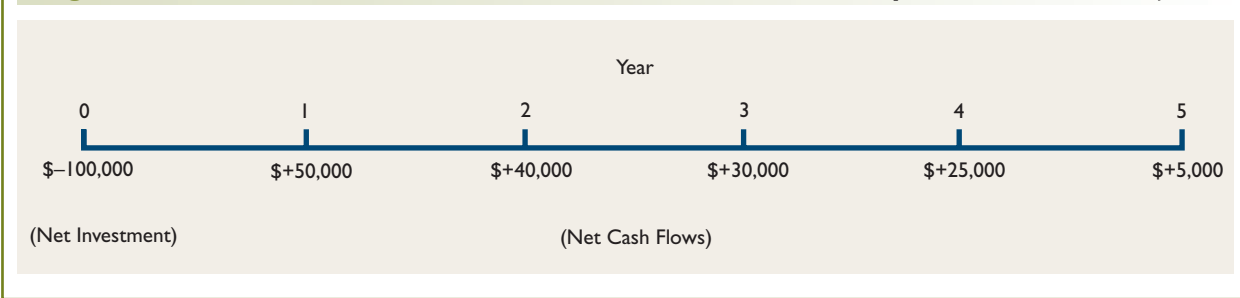 Year
0 1 2 3 4 5
$–100,000 $+50,000 $+40,000 $+30,000 $+25,000 $+5,000
(Net Investment) (Net Cash Flows)